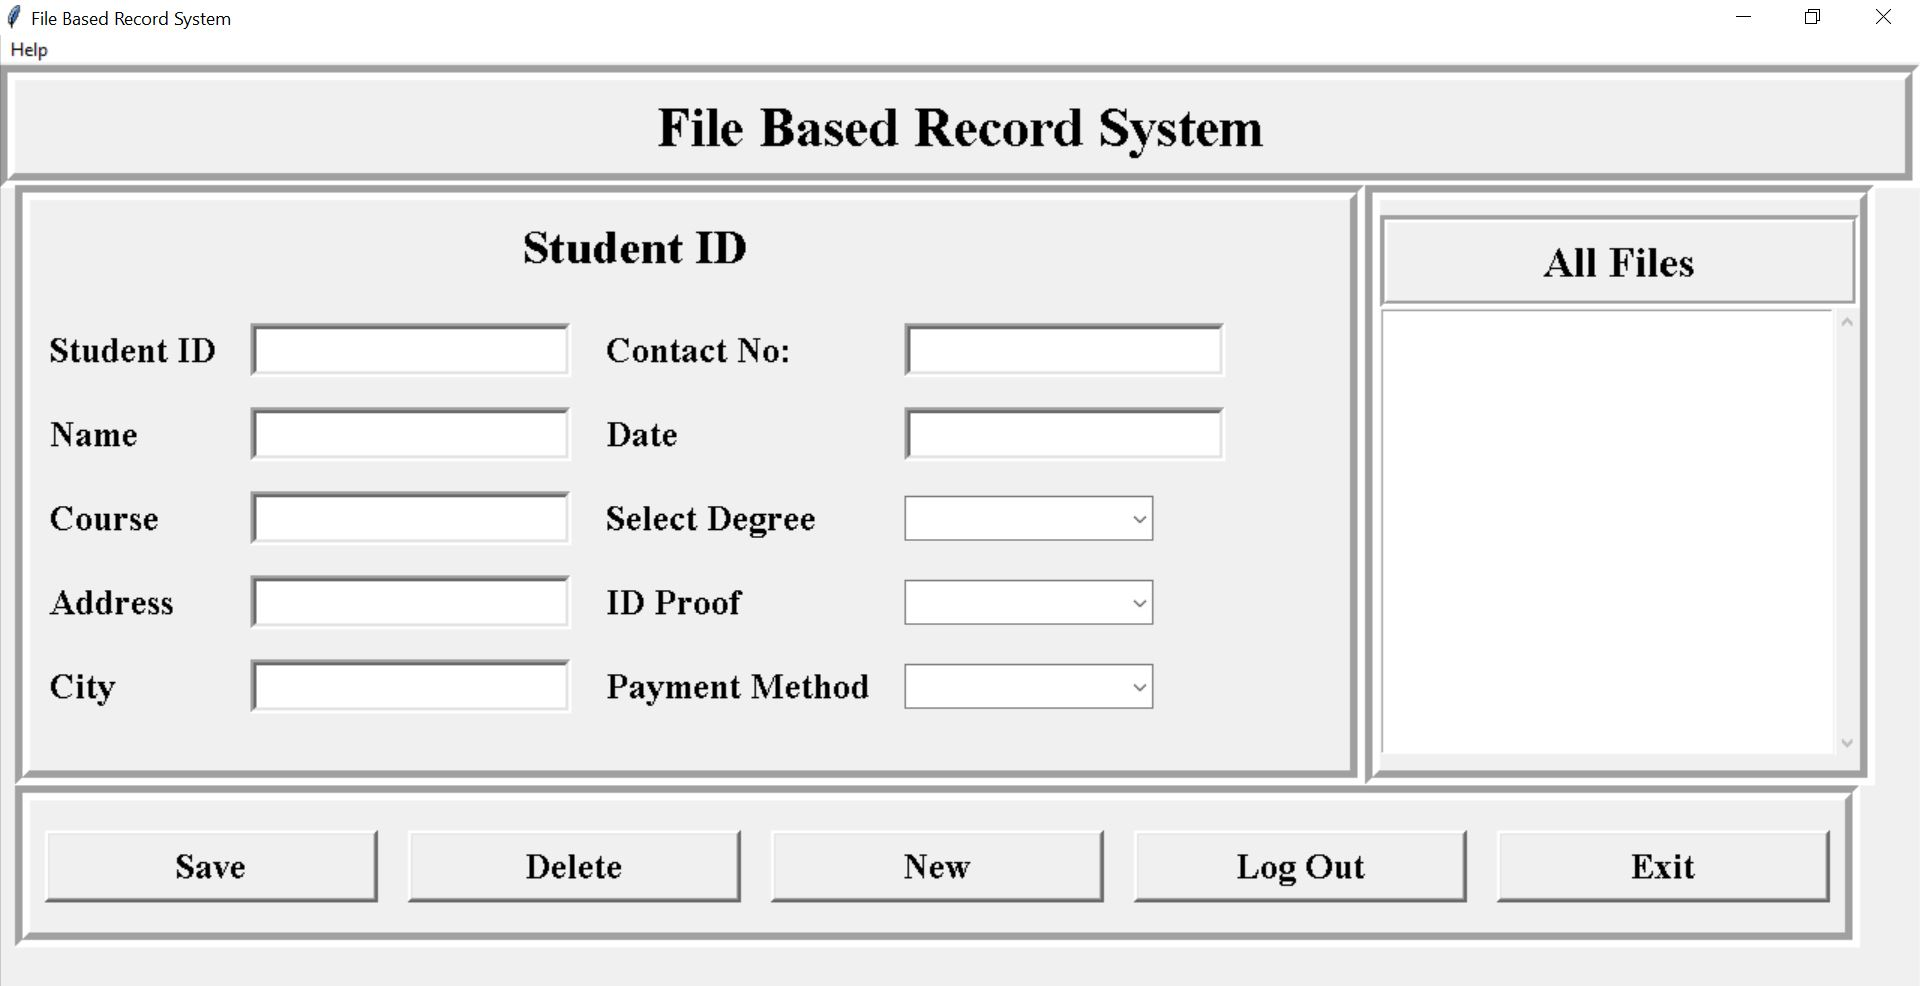 File Based Record System
Help
File Based Record System
Student ID
Student ID
Contact No:
Name
Date
Course
Select Degree
Address
ID Proof
City
Payment Method
All Files
Save
Delete
New
Log Out
Exit